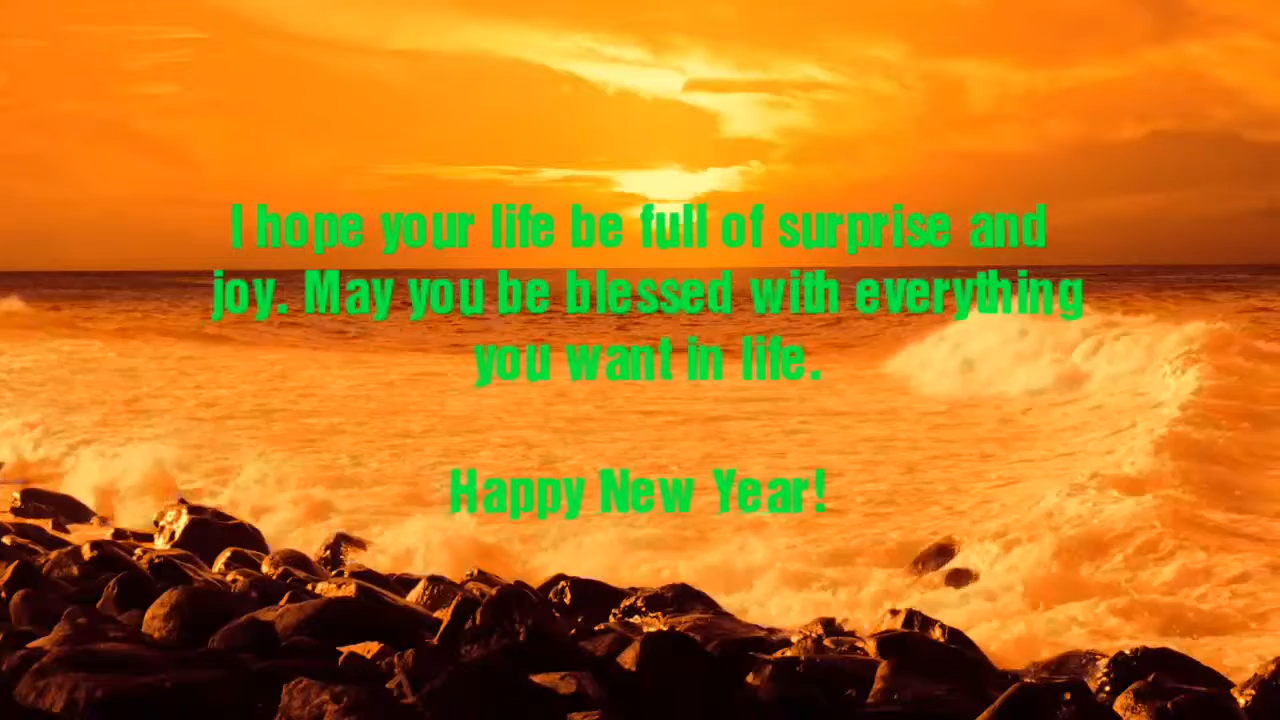 I hope your life be full of surprise and
joy. May you be blessed with everything
you want in life.
Happy New Year!